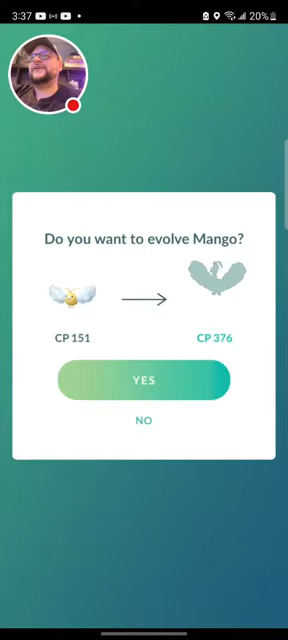 3:37
20%
Do you want to evolve Mango?
CP 151
CP 376
YES
NO